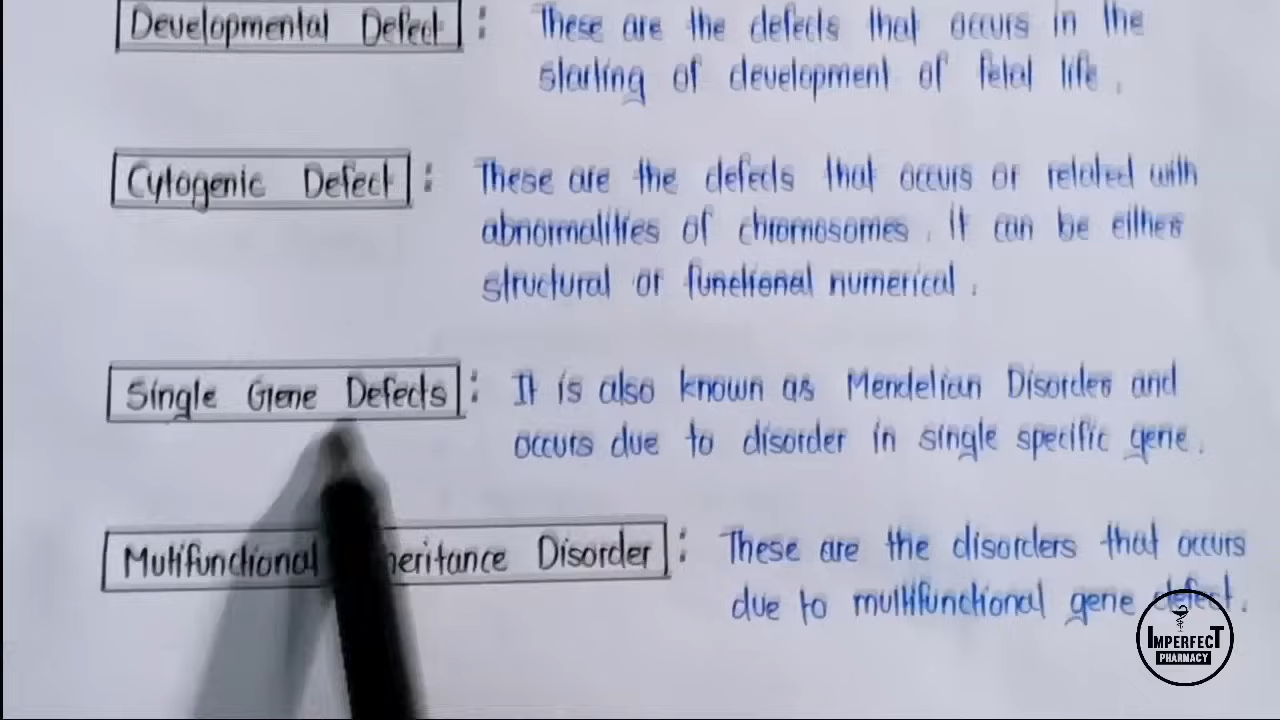 Developmental Defect : These are the defects that occurs in the
starting of development of fetal life .
Cytogenic Defect : These are the defects that occurs or related with
abnormalities of chromosomes . It can be either
structural or functional numerical .
Single Gene Defects : It is also known as Mendelian Disorder and
occurs due to disorder in single specific gene .
Mutifunctional heritance Disorder : These are the disorders that occurs
due to multifunctional gene defect .
IMPERFECT
PHARMACY